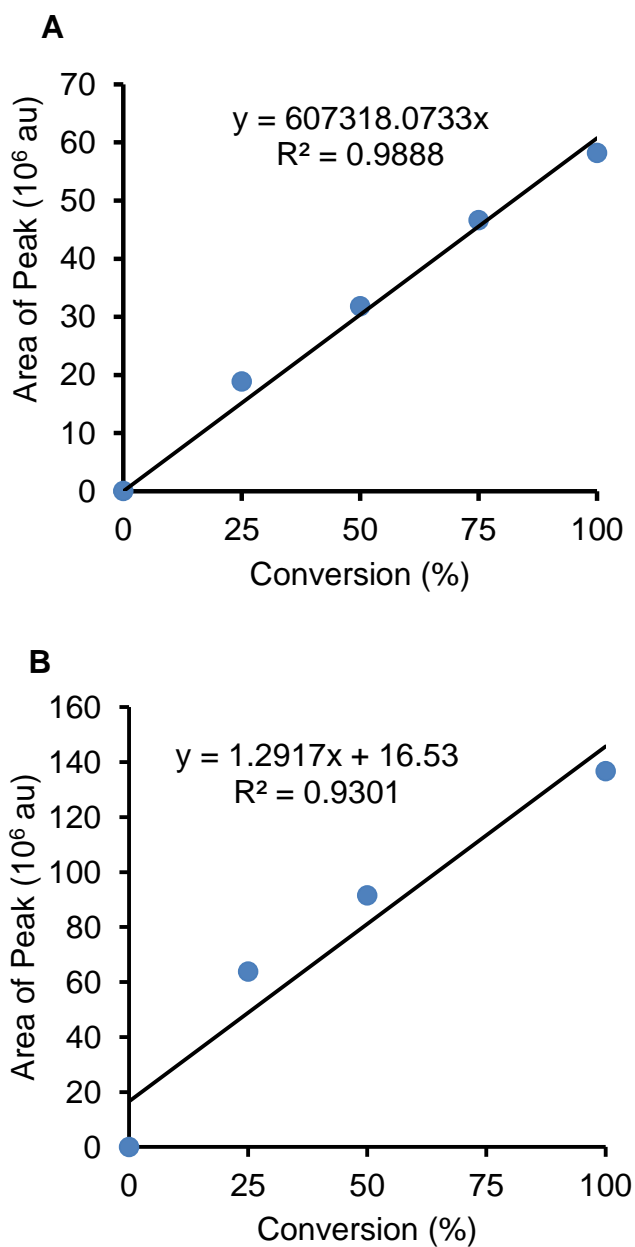 A
70
60
50
40
30
20
10
0
Area of Peak (10⁶ au)
y = 607318.0733x
R² = 0.9888
0 25 50 75 100
Conversion (%)
B
160
140
120
100
80
60
40
20
0
Area of Peak (10⁶ au)
y = 1.2917x + 16.53
R² = 0.9301
0 25 50 75 100
Conversion (%)